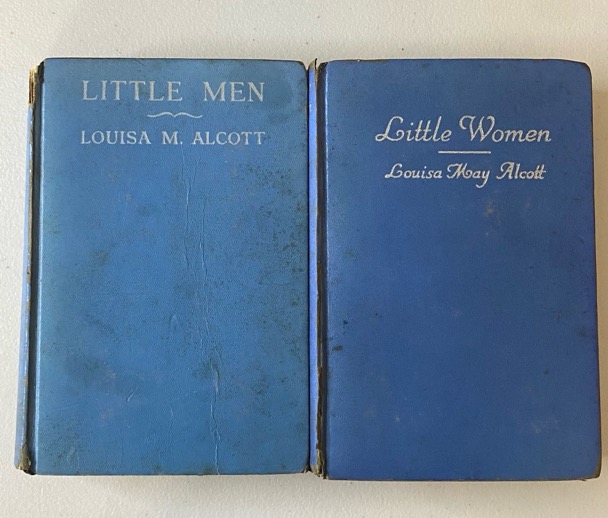 LITTLE MEN
LOUISA M. ALCOTT
Little Women
Louisa May Alcott